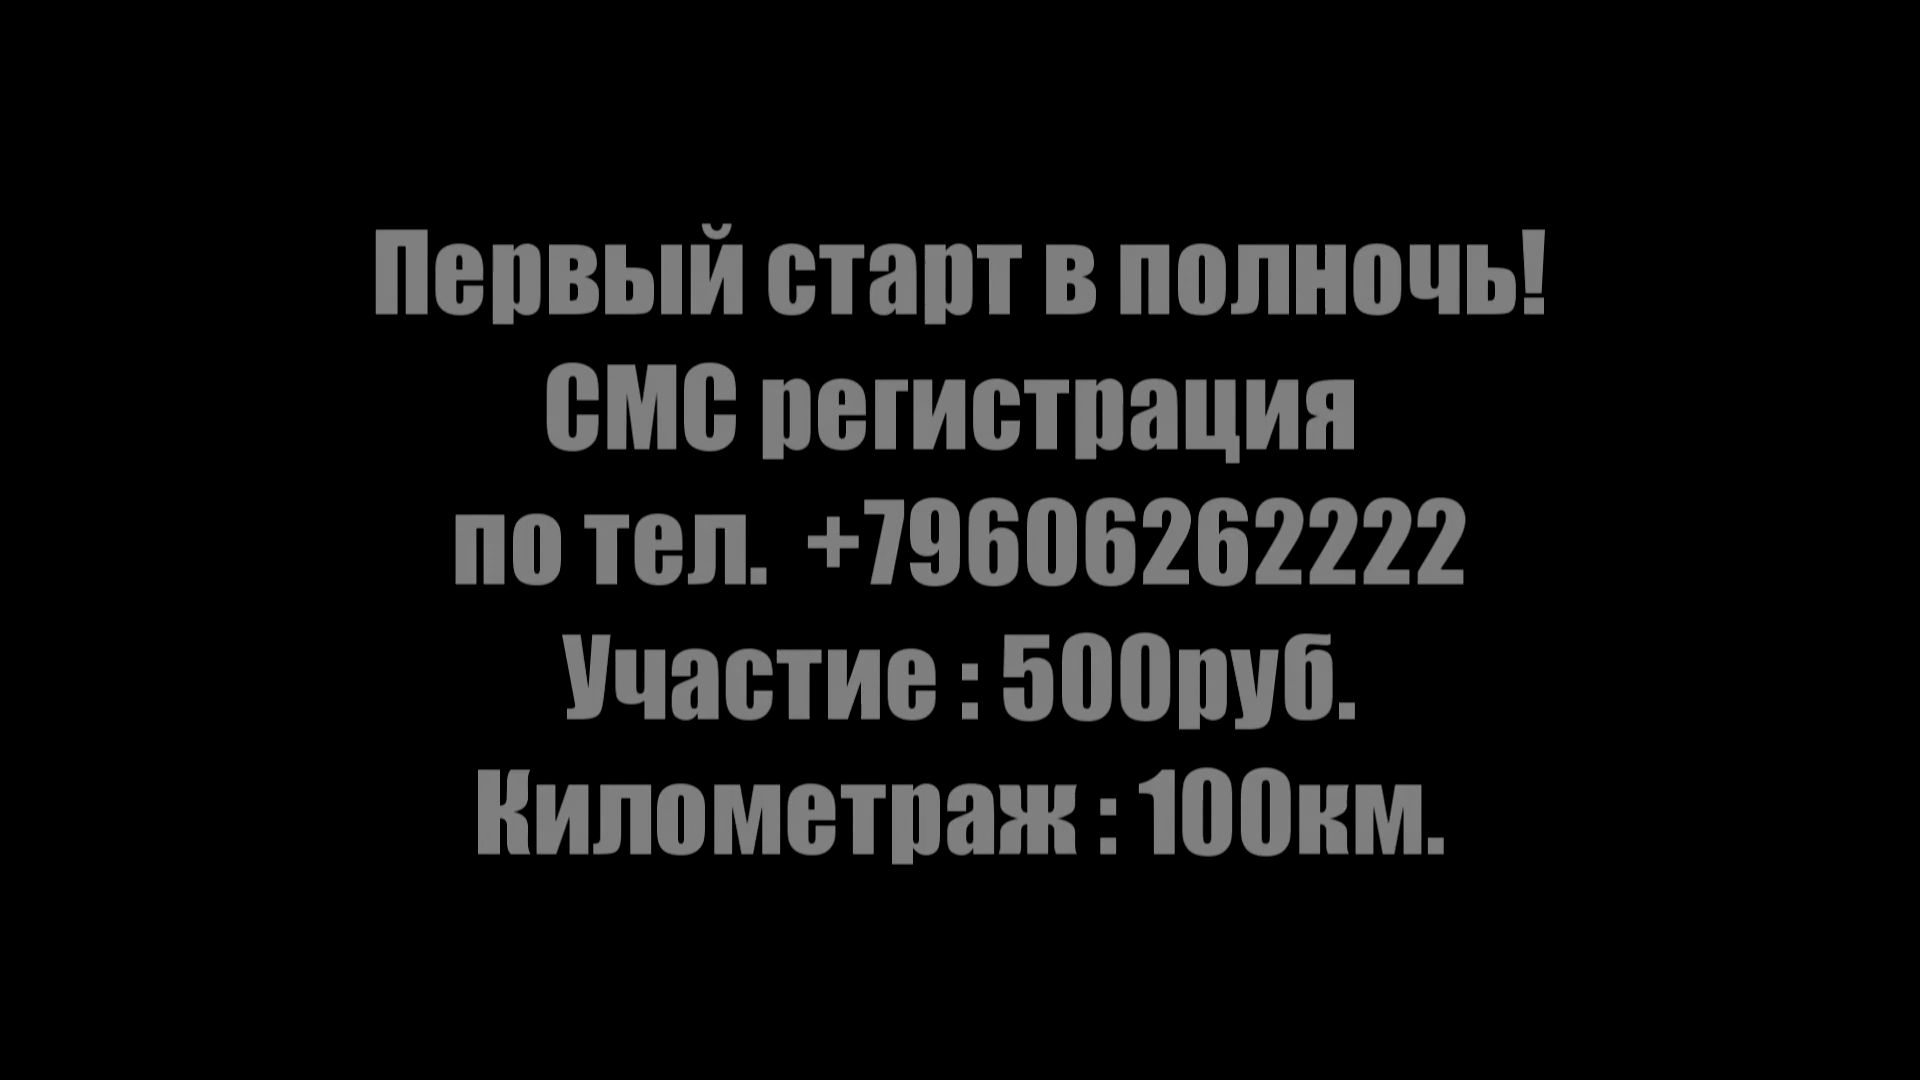 Первый старт в полночь!
СМС регистрация
по тел.  +79606262222
Участие : 500руб.
Километраж : 100км.